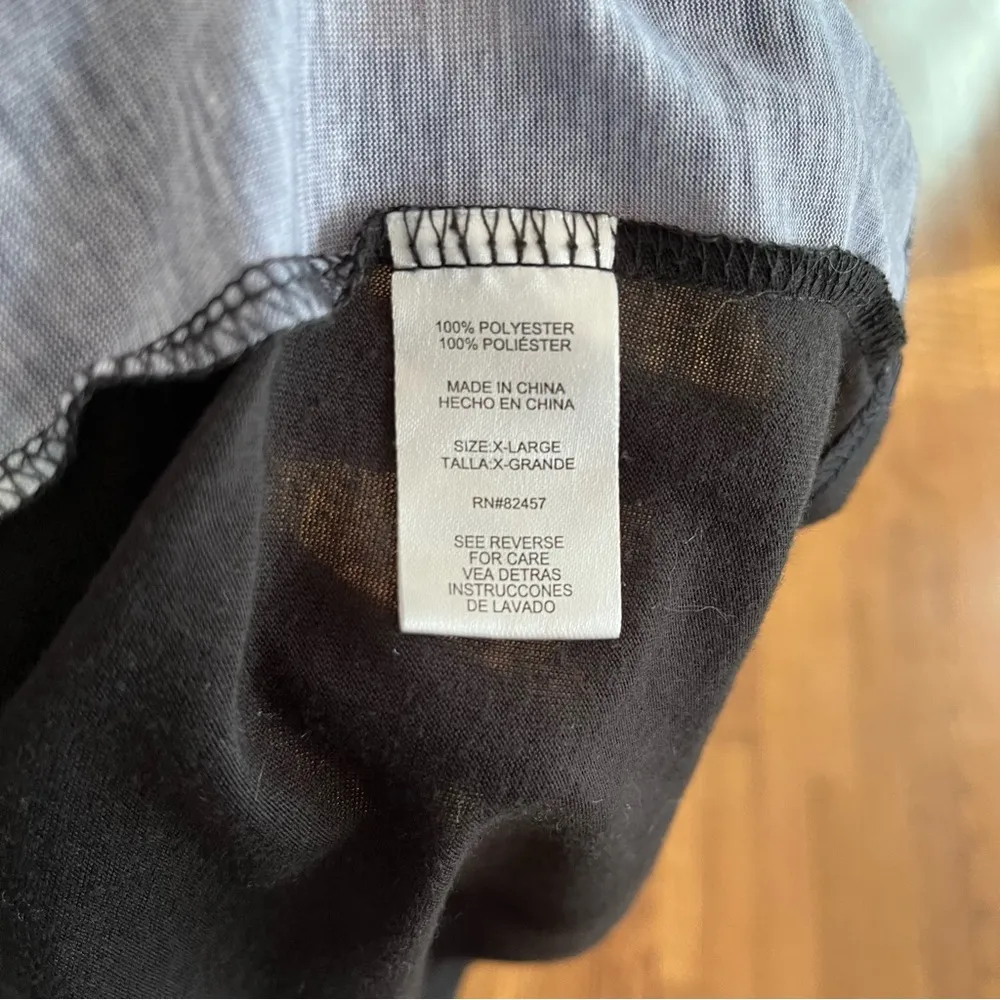 100% POLYESTER
100% POLIÉSTER
MADE IN CHINA
HECHO EN CHINA
SIZE:X-LARGE
TALLA:X-GRANDE
RN#82457
SEE REVERSE
FOR CARE
VEA DETRAS
INSTRUCCONES
DE LAVADO